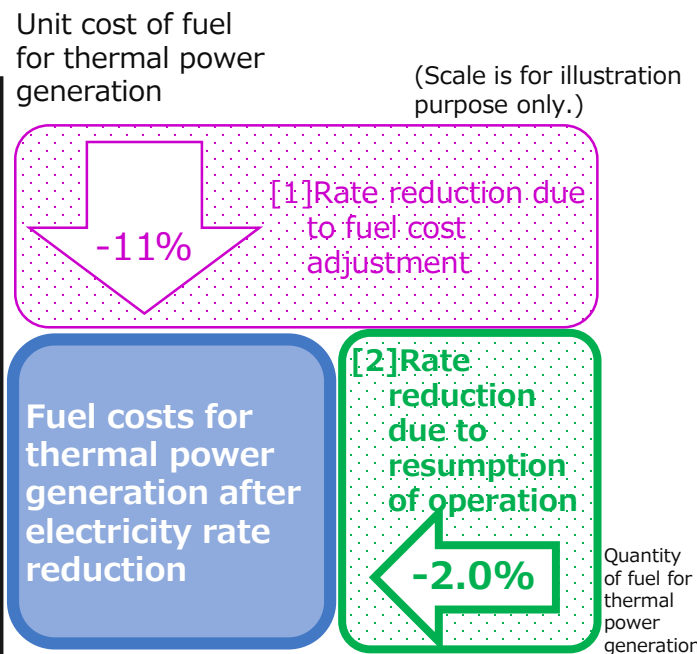 Unit cost of fuel
for thermal power
generation
(Scale is for illustration
purpose only.)
[1]Rate reduction due
to fuel cost
adjustment
-11%
[2]Rate
reduction
due to
resumption
of operation
-2.0%
Fuel costs for
thermal power
generation after
electricity rate
reduction
Quantity
of fuel for
thermal
power
generation